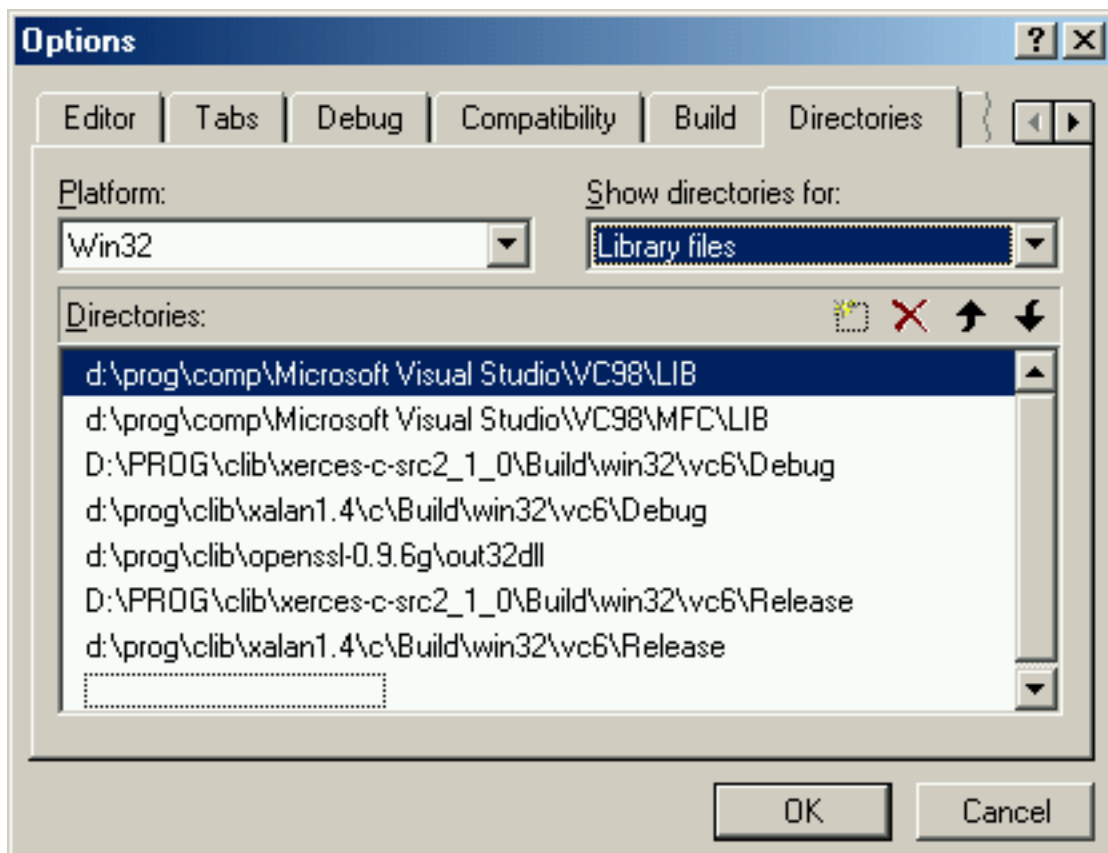 Options
Editor Tabs Debug Compatibility Build Directories
Platform: Show directories for:
Win32 Library files
Directories:
d:\prog\comp\Microsoft Visual Studio\VC98\LIB
d:\prog\comp\Microsoft Visual Studio\VC98\MFC\LIB
D:\PROG\clib\xerces-c-src2_1_0\Build\win32\vc6\Debug
d:\prog\clib\xalan1.4\c\Build\win32\vc6\Debug
d:\prog\clib\openssl-0.9.6g\out32dll
D:\PROG\clib\xerces-c-src2_1_0\Build\win32\vc6\Release
d:\prog\clib\xalan1.4\c\Build\win32\vc6\Release
OK Cancel